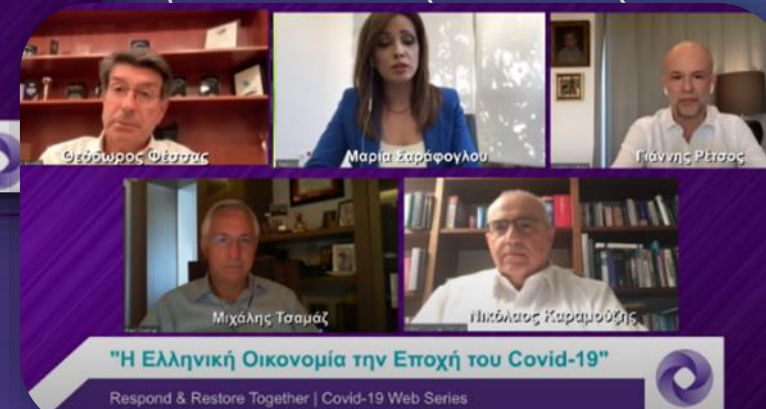 Θεόδωρος Φέσσας
Μαρία Σαράφογλου
Γιάννης Ρέτσος
Μιχάλης Τσαμάζ
Νικόλαος Καραμούζης
"Η Ελληνική Οικονομία την Εποχή του Covid-19"
Respond & Restore Together | Covid-19 Web Series